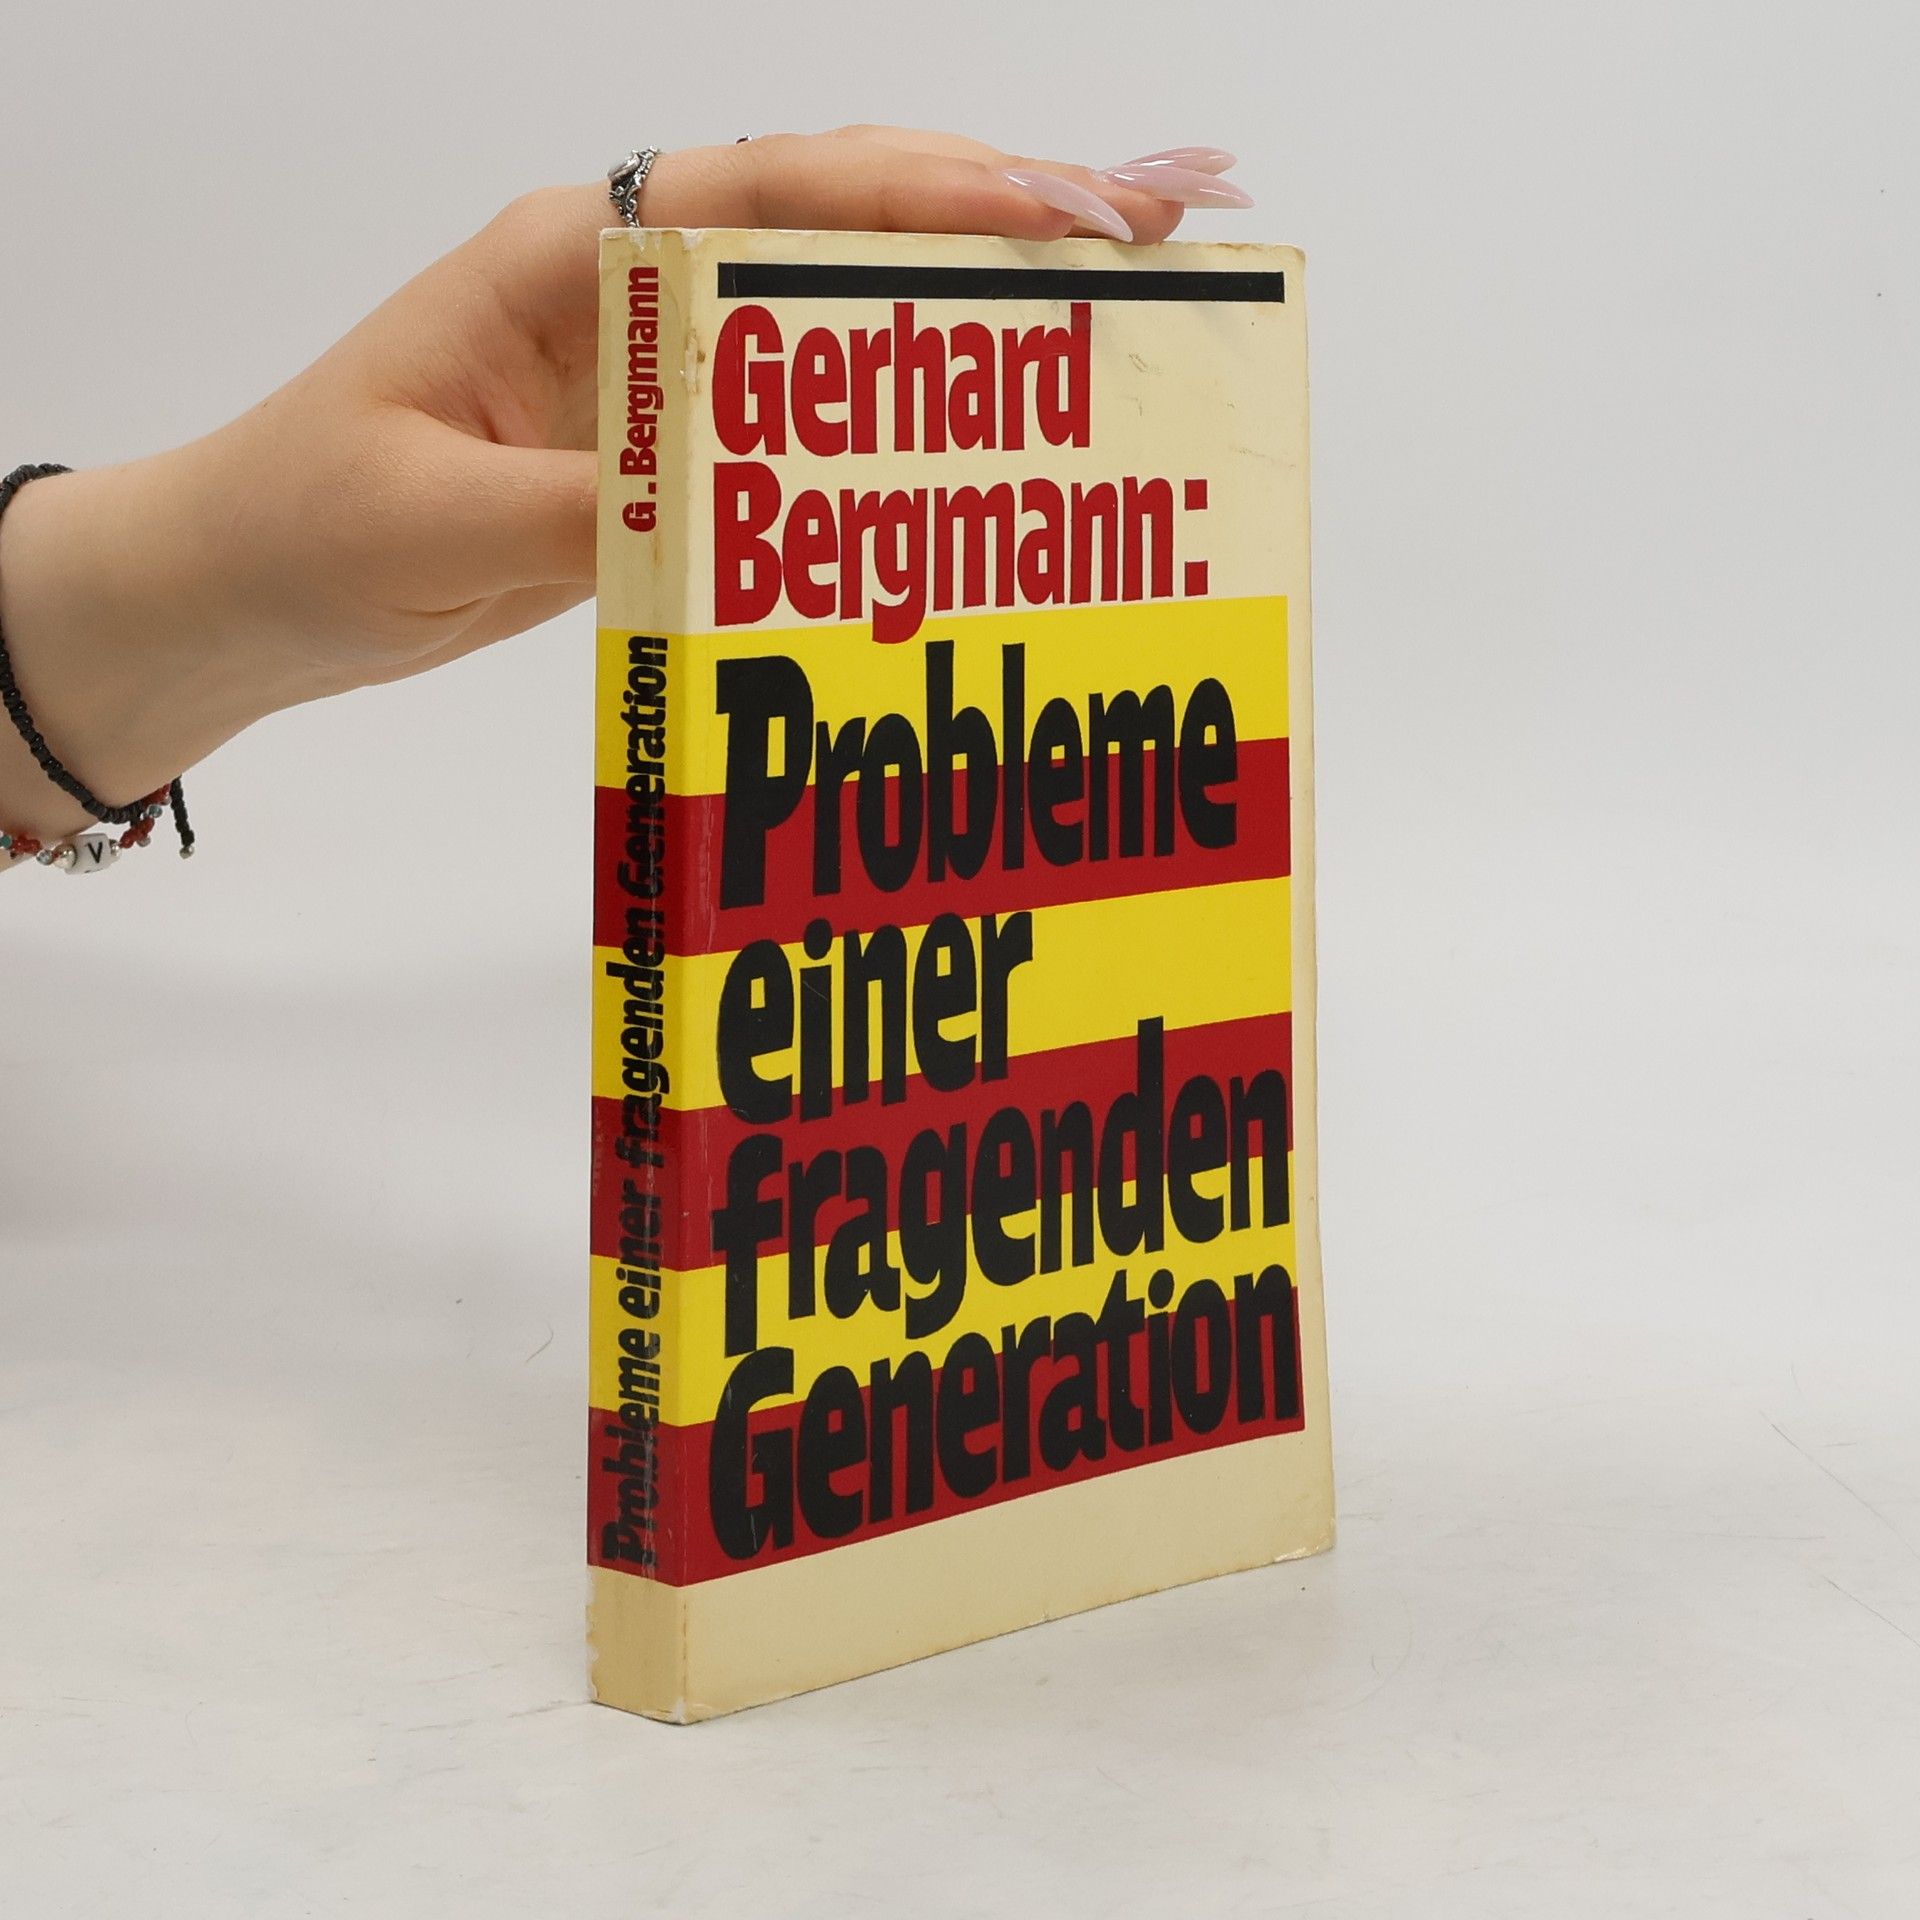 G. Bergmann
Probleme einer fragenden Generation
Gerhard
Bergmann:
Probleme
einer
fragenden
Generation
V